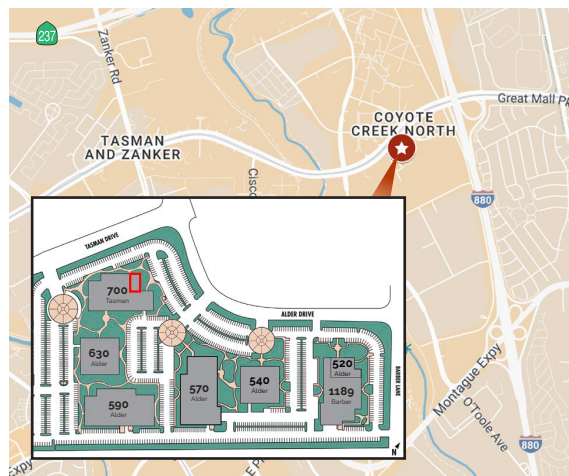 237
Zanker Rd
Great Mall Pk
COYOTE
CREEK NORTH
TASMAN
AND ZANKER
Cisco
880
TASMAN DRIVE
700
Tasman
ALDER DRIVE
630
Alder
590
Alder
570
Alder
540
Alder
520
Alder
1189
Barber
BARBER LANE
N
Montague Expy
O'Toole Ave
880
Expy